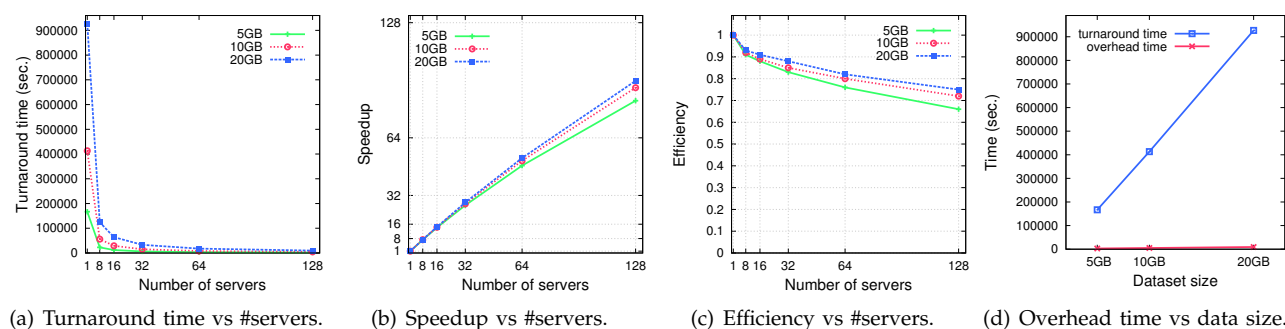 Turnaround time (sec.)
900000
800000
700000
600000
500000
400000
300000
200000
100000
0
5GB
10GB
20GB
1 8 16 32 64 128
Number of servers
(a) Turnaround time vs #servers.
Speedup
128
64
32
16
8
1
5GB
10GB
20GB
1 8 16 32 64 128
Number of servers
(b) Speedup vs #servers.
Efficiency
1
0.9
0.8
0.7
0.6
0.5
0.4
0.3
0.2
0.1
0
5GB
10GB
20GB
1 8 16 32 64 128
Number of servers
(c) Efficiency vs #servers.
Time (sec.)
900000
800000
700000
600000
500000
400000
300000
200000
100000
0
turnaround time
overhead time
5GB 10GB 20GB
Dataset size
(d) Overhead time vs data size.